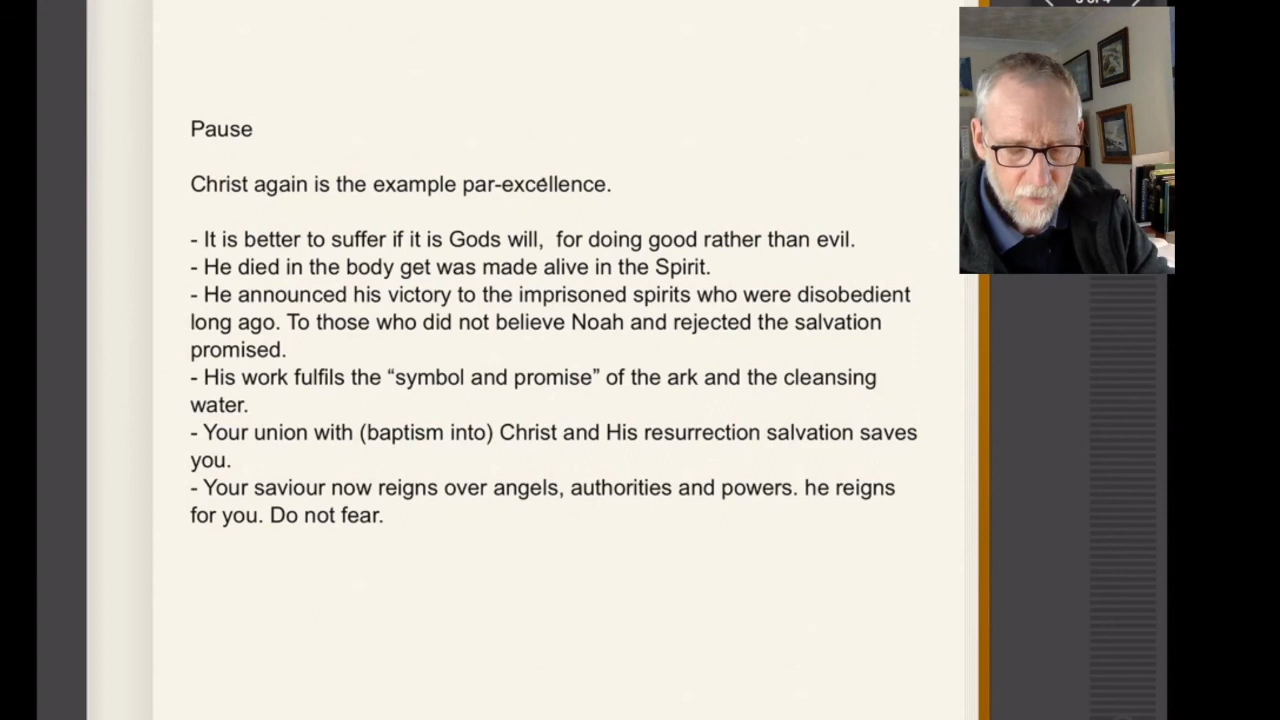 Pause
Christ again is the example par-excellence.
- It is better to suffer if it is Gods will,  for doing good rather than evil.
- He died in the body get was made alive in the Spirit.
- He announced his victory to the imprisoned spirits who were disobedient
long ago. To those who did not believe Noah and rejected the salvation
promised.
- His work fulfils the “symbol and promise” of the ark and the cleansing
water.
- Your union with (baptism into) Christ and His resurrection salvation saves
you.
- Your saviour now reigns over angels, authorities and powers. he reigns
for you. Do not fear.